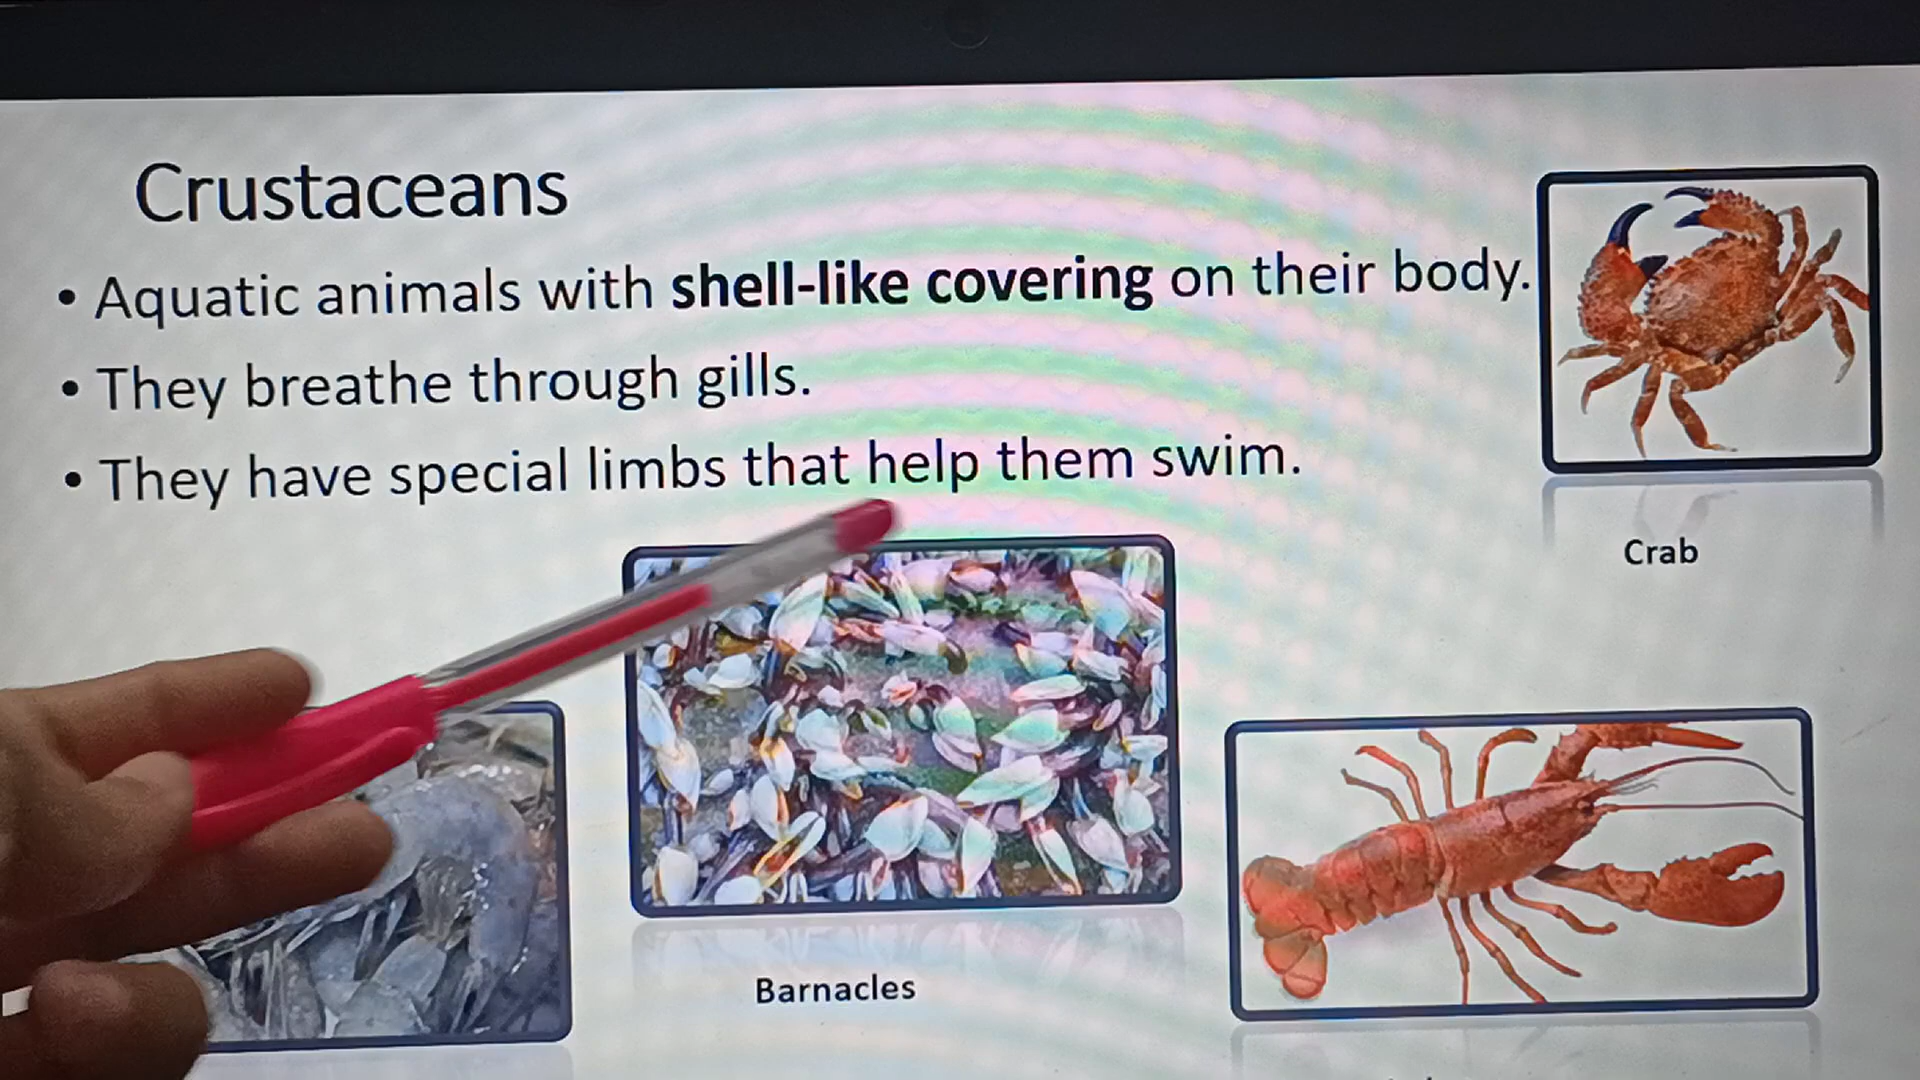 Crustaceans
• Aquatic animals with shell-like covering on their body.
• They breathe through gills.
• They have special limbs that help them swim.
Crab
Barnacles